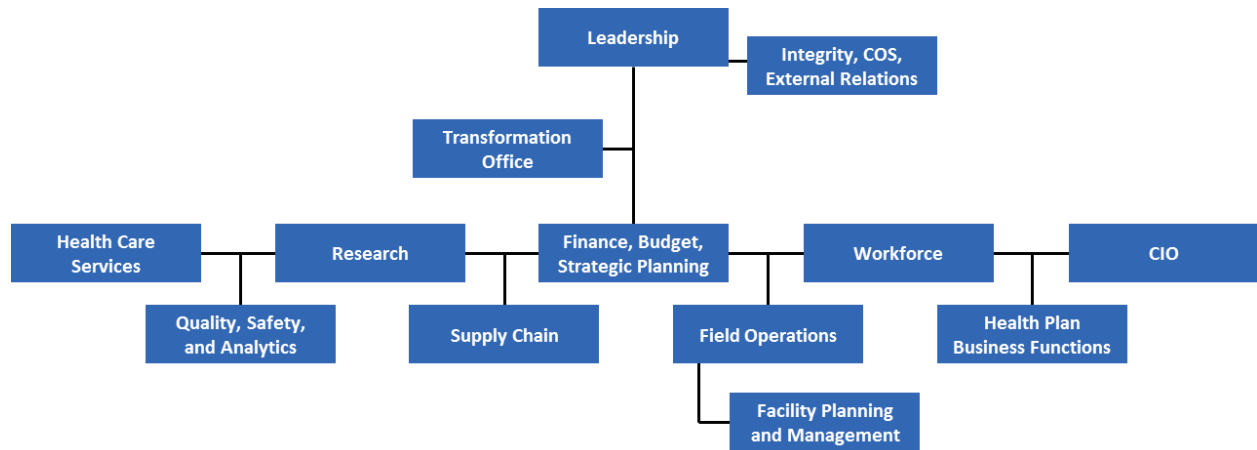 Leadership
Integrity, COS,
External Relations
Transformation
Office
Health Care
Services
Research
Finance, Budget,
Strategic Planning
Workforce
CIO
Quality, Safety,
and Analytics
Supply Chain
Field Operations
Health Plan
Business Functions
Facility Planning
and Management